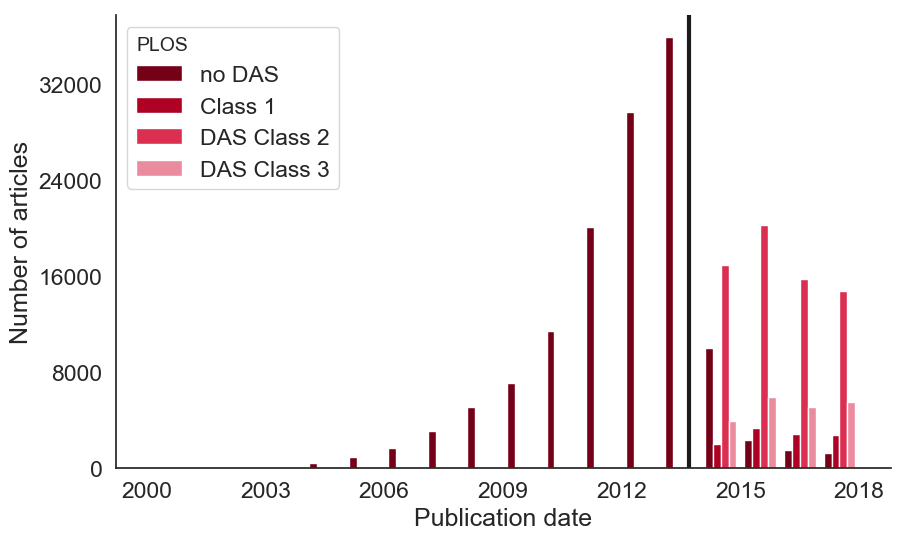 PLOS
no DAS
Class 1
DAS Class 2
DAS Class 3
Number of articles
32000
24000
16000
8000
0
2000 2003 2006 2009 2012 2015 2018
Publication date